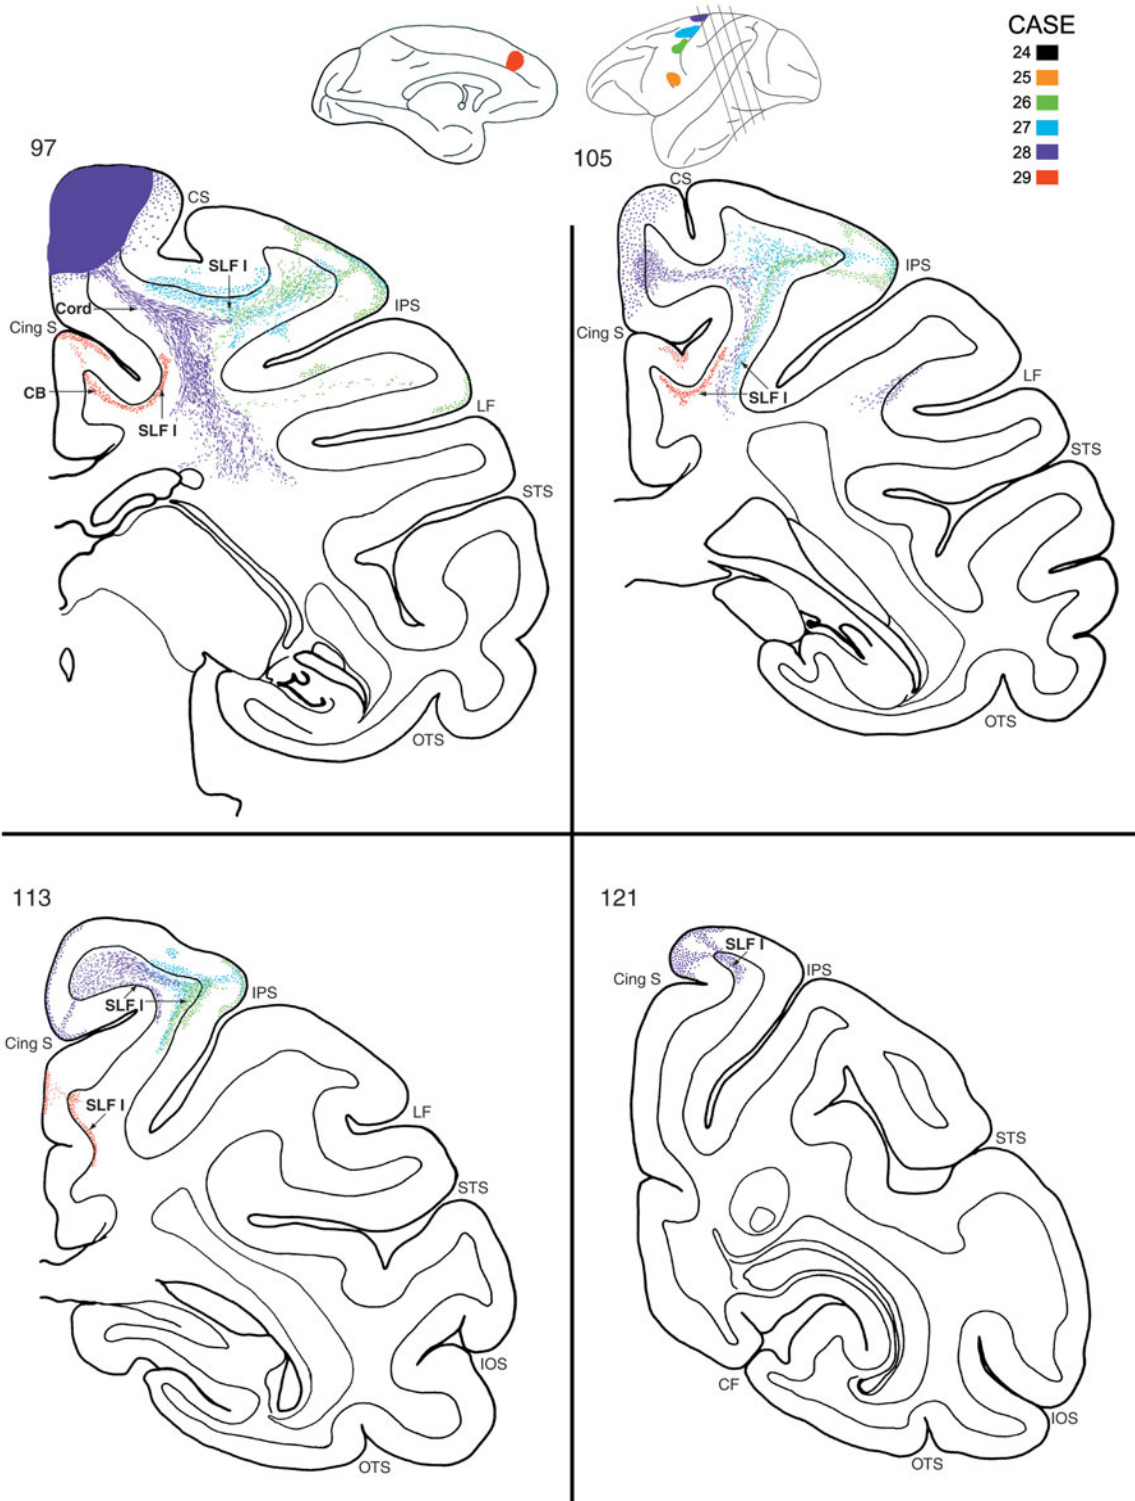 CASE
24
25
26
27
28
29
97
CS
SLF I
Cord
IPS
Cing S
CB
SLF I
LF
STS
OTS
105
CS
IPS
Cing S
SLF I
LF
STS
OTS
113
SLF I
IPS
Cing S
SLF I
LF
STS
IOS
OTS
121
SLF I
Cing S
IPS
STS
CF
IOS
OTS